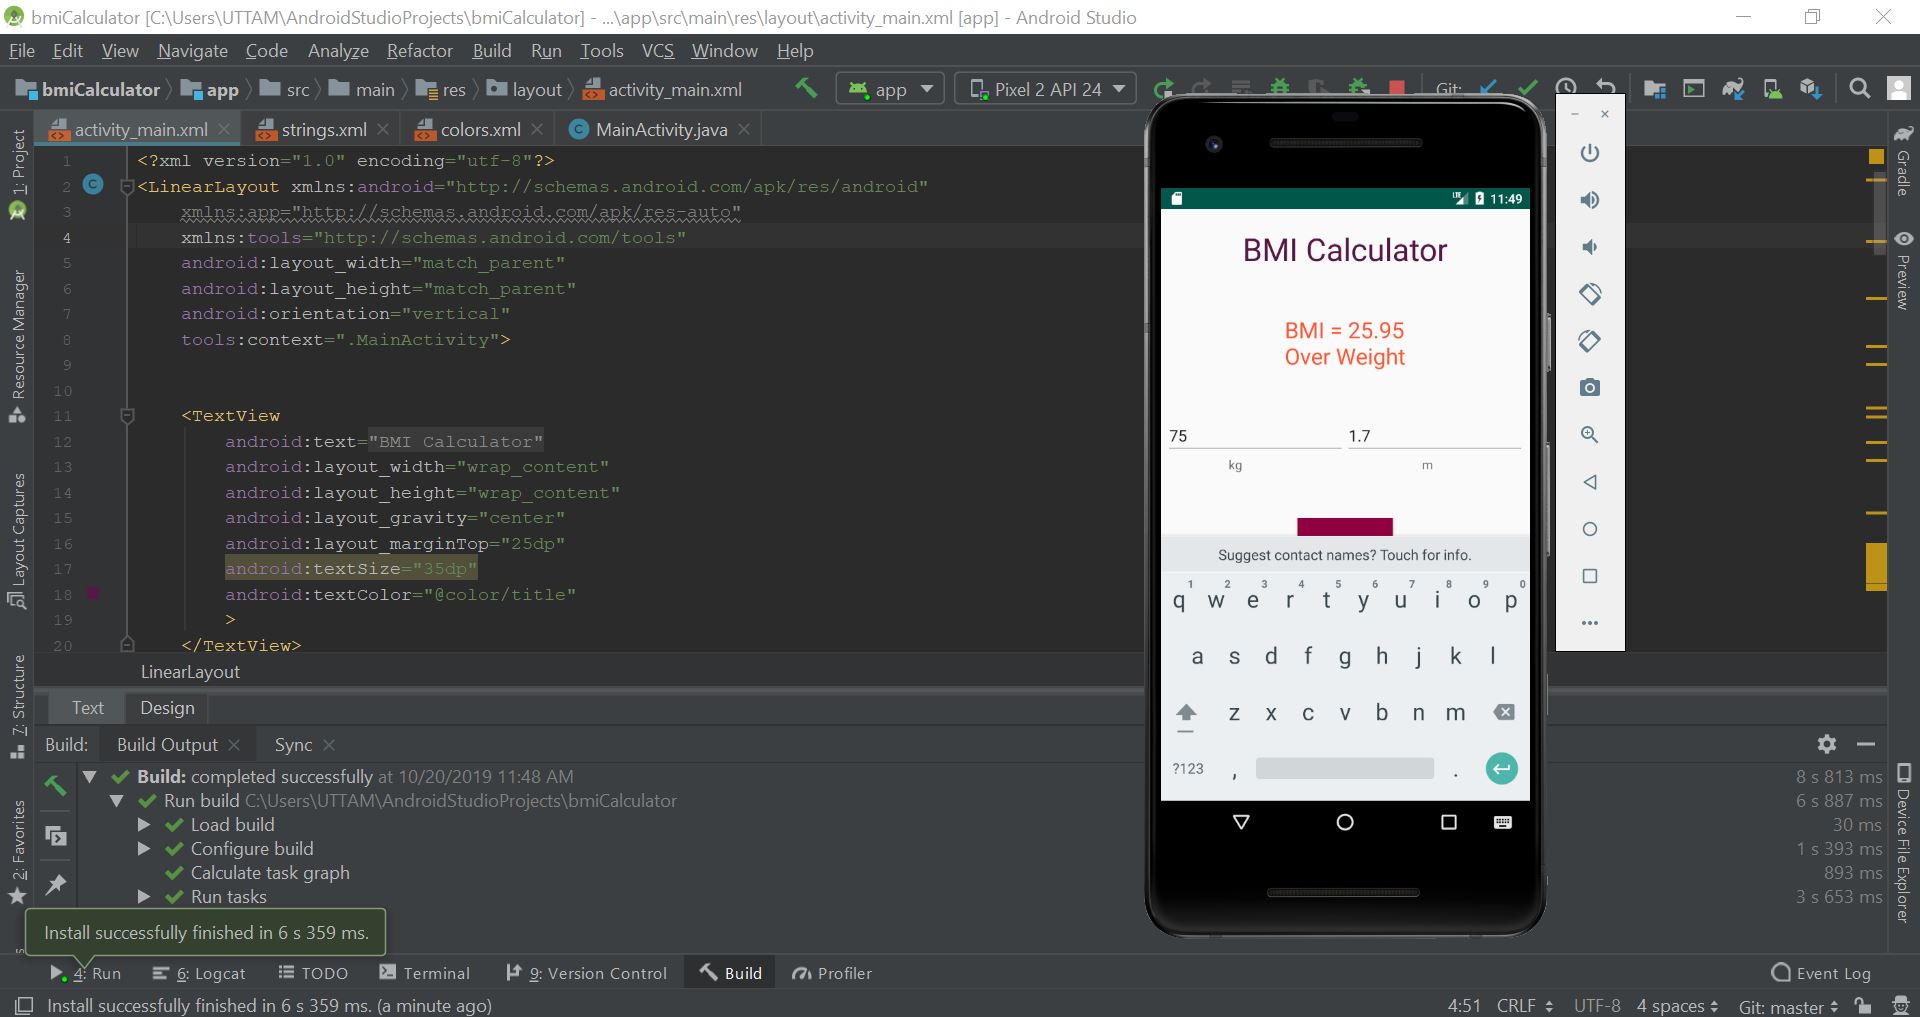 bmiCalculator [C:\Users\UTTAM\AndroidStudioProjects\bmiCalculator] - ...\app\src\main\res\layout\activity_main.xml [app] - Android Studio
File Edit View Navigate Code Analyze Refactor Build Run Tools VCS Window Help
bmiCalculator app src main res layout activity_main.xml app Pixel 2 API 24 Git:
activity_main.xml strings.xml colors.xml MainActivity.java
1 <?xml version="1.0" encoding="utf-8"?>
2 <LinearLayout xmlns:android="http://schemas.android.com/apk/res/android"
3 xmlns:app="http://schemas.android.com/apk/res-auto"
4 xmlns:tools="http://schemas.android.com/tools"
5 android:layout_width="match_parent"
6 android:layout_height="match_parent"
7 android:orientation="vertical"
8 tools:context=".MainActivity">
9
10
11 <TextView
12 android:text="BMI Calculator"
13 android:layout_width="wrap_content"
14 android:layout_height="wrap_content"
15 android:layout_gravity="center"
16 android:layout_marginTop="25dp"
17 android:textSize="35dp"
18 android:textColor="@color/title"
19 >
20 </TextView>
LinearLayout
Text Design
1: Project
Resource Manager
Layout Captures
Z: Structure
2: Favorites
LTE 11:49
BMI Calculator
BMI = 25.95
Over Weight
75 1.7
kg m
Suggest contact names? Touch for info.
1 2 3 4 5 6 7 8 9 0
q w e r t y u i o p
a s d f g h j k l
z x c v b n m
?123 , .
Gradle
Preview
Device File Explorer
Build: Build Output Sync
Build: completed successfully at 10/20/2019 11:48 AM 8 s 813 ms
Run build C:\Users\UTTAM\AndroidStudioProjects\bmiCalculator 6 s 887 ms
Load build 30 ms
Configure build 1 s 393 ms
Calculate task graph 893 ms
Run tasks 3 s 653 ms
Install successfully finished in 6 s 359 ms.
4: Run 6: Logcat TODO Terminal 9: Version Control Build Profiler Event Log
Install successfully finished in 6 s 359 ms. (a minute ago) 4:51 CRLF UTF-8 4 spaces Git: master